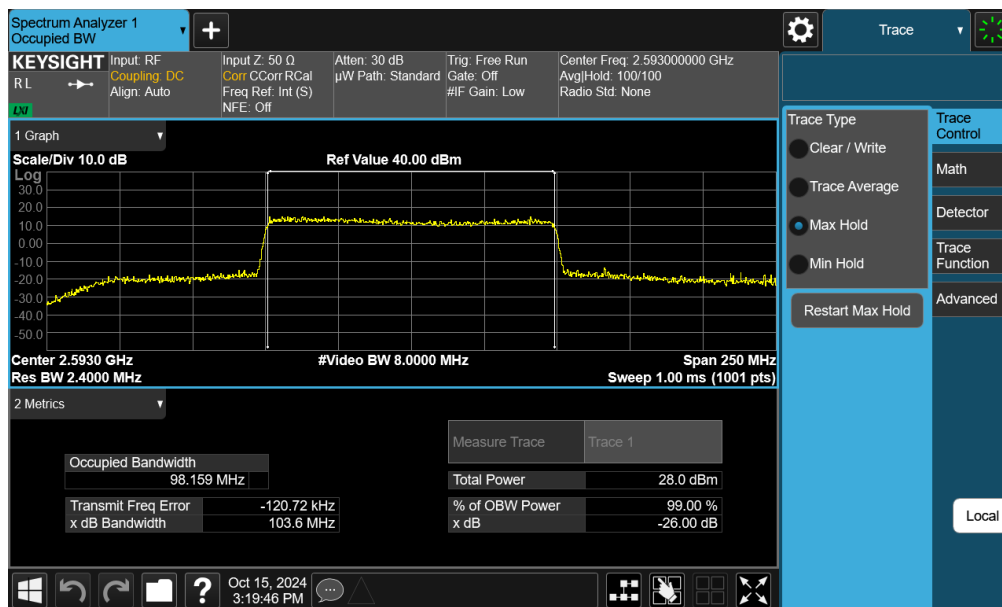 Spectrum Analyzer 1
Occupied BW
Trace
KEYSIGHT
RL
LXI
Input: RF
Coupling: DC
Align: Auto
Input Z: 50 Ω
Corr CCorr RCal
Freq Ref: Int (S)
NFE: Off
Atten: 30 dB
µW Path: Standard
Trig: Free Run
Gate: Off
#IF Gain: Low
Center Freq: 2.593000000 GHz
Avg|Hold: 100/100
Radio Std: None
1 Graph
Scale/Div 10.0 dB
Ref Value 40.00 dBm
Log
30.0
20.0
10.0
0.00
-10.0
-20.0
-30.0
-40.0
-50.0
Center 2.5930 GHz
#Video BW 8.0000 MHz
Span 250 MHz
Res BW 2.4000 MHz
Sweep 1.00 ms (1001 pts)
2 Metrics
Measure Trace
Trace 1
Occupied Bandwidth
98.159 MHz
Total Power
28.0 dBm
Transmit Freq Error
-120.72 kHz
% of OBW Power
99.00 %
x dB Bandwidth
103.6 MHz
x dB
-26.00 dB
Trace Type
Clear / Write
Trace Average
Max Hold
Min Hold
Restart Max Hold
Trace
Control
Math
Detector
Trace
Function
Advanced
Local
?
Oct 15, 2024
3:19:46 PM